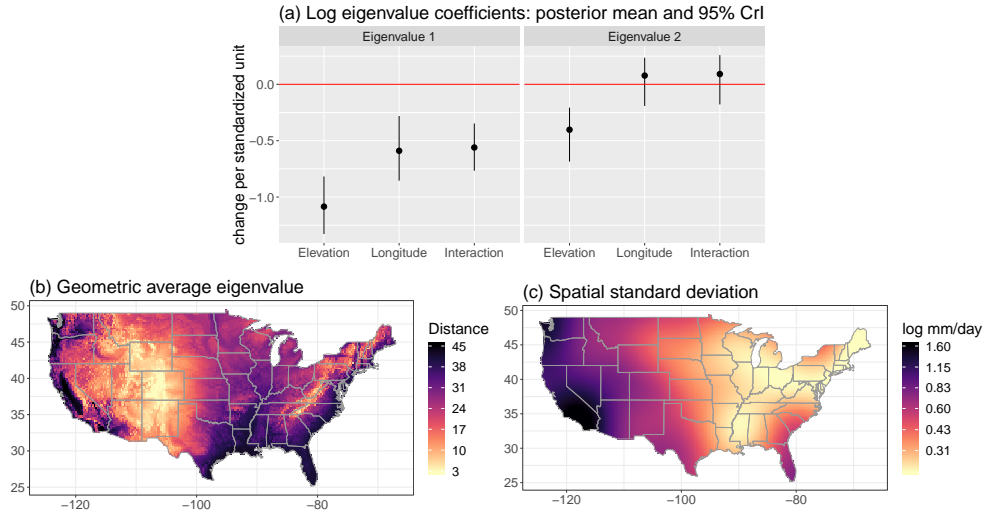 (a) Log eigenvalue coefficients: posterior mean and 95% CrI
Eigenvalue 1 Eigenvalue 2
change per standardized unit
0.0
−0.5
−1.0
Elevation Longitude Interaction Elevation Longitude Interaction
(b) Geometric average eigenvalue
50
45
40
35
30
25
−120 −100 −80
Distance
45
38
31
24
17
10
3
(c) Spatial standard deviation
50
45
40
35
30
25
−120 −100 −80
log mm/day
1.60
1.15
0.83
0.60
0.43
0.31